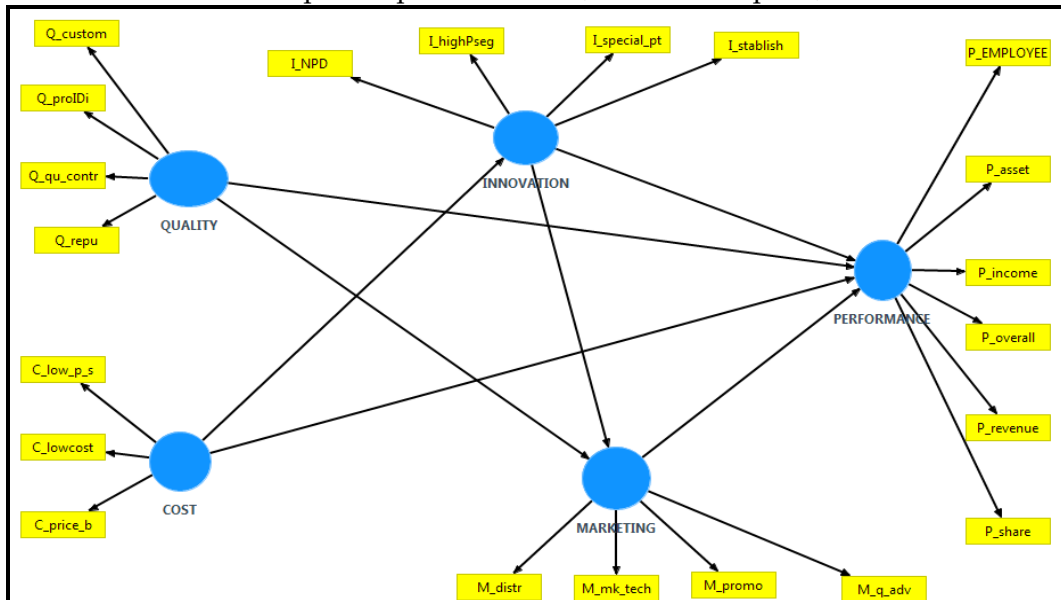 Q_custom
Q_proIDi
Q_qu_contr
Q_repu
QUALITY
I_NPD
I_highPseg
I_special_pt
I_stablish
INNOVATION
P_EMPLOYEE
P_asset
P_income
P_overall
P_revenue
P_share
PERFORMANCE
C_low_p_s
C_lowcost
C_price_b
COST
MARKETING
M_distr
M_mk_tech
M_promo
M_q_adv